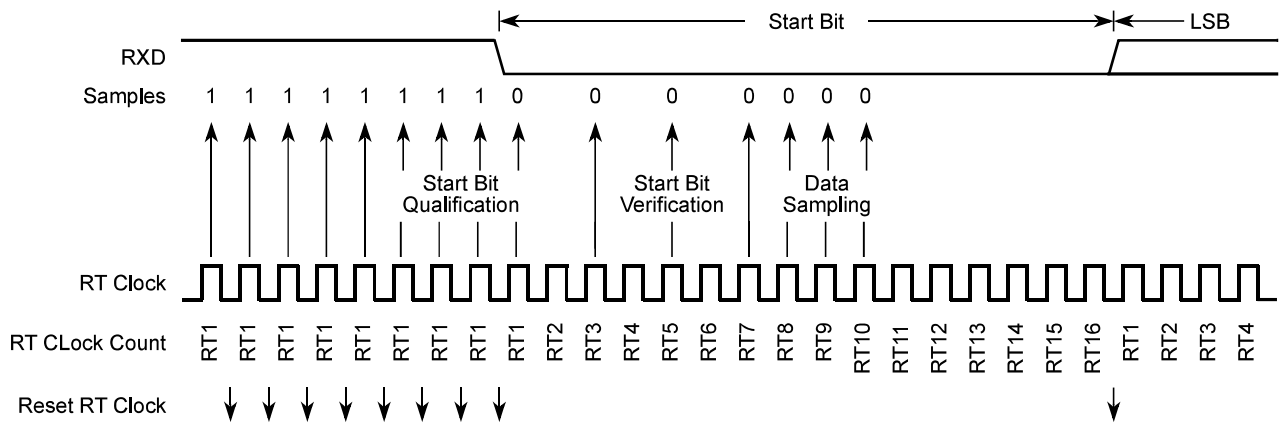 Start Bit LSB
RXD
Samples 1 1 1 1 1 1 1 1 0 0 0 0 0 0 0
Start Bit Qualification Start Bit Verification Data Sampling
RT Clock
RT CLock Count RT1 RT1 RT1 RT1 RT1 RT1 RT1 RT1 RT1 RT2 RT3 RT4 RT5 RT6 RT7 RT8 RT9 RT10 RT11 RT12 RT13 RT14 RT15 RT16 RT1 RT2 RT3 RT4
Reset RT Clock